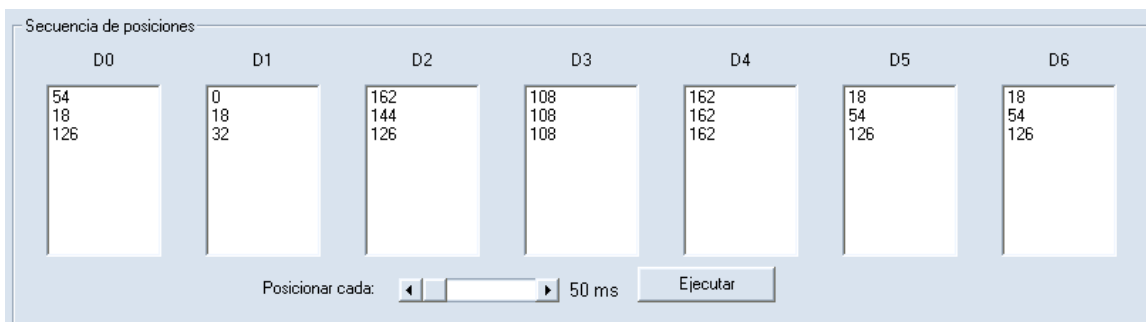 Secuencia de posiciones
D0 D1 D2 D3 D4 D5 D6
54 0 162 108 162 18 18
18 18 144 108 162 54 54
126 32 126 108 162 126 126
Posicionar cada: 50 ms Ejecutar